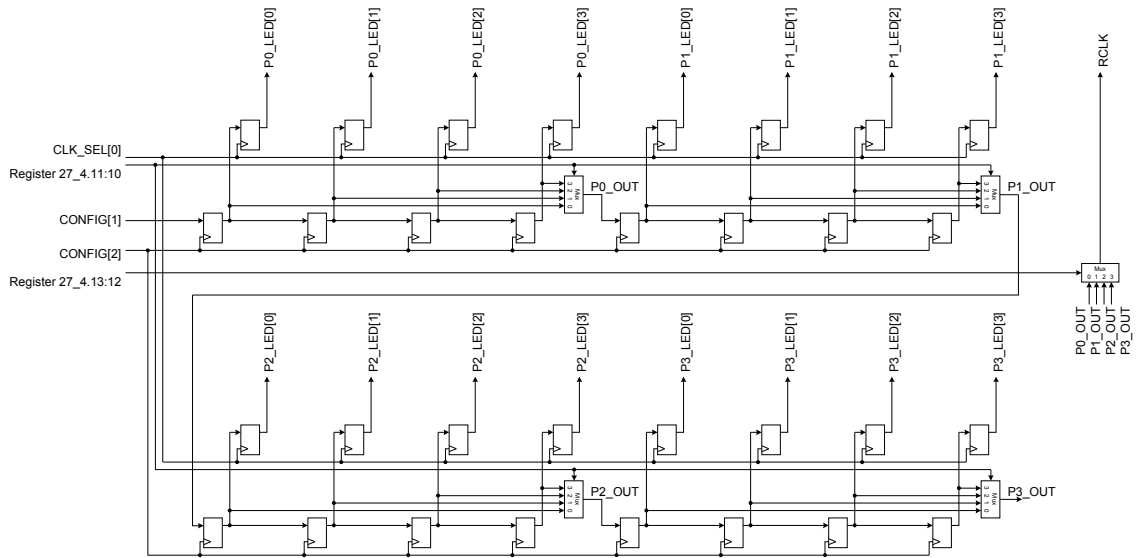 P0_LED[0]
P0_LED[1]
P0_LED[2]
P0_LED[3]
P1_LED[0]
P1_LED[1]
P1_LED[2]
P1_LED[3]
RCLK
CLK_SEL[0]
Register 27_4.11:10
3 2 1 0
Mux
P0_OUT
3 2 1 0
Mux
P1_OUT
CONFIG[1]
CONFIG[2]
Register 27_4.13:12
Mux
0 1 2 3
P0_OUT
P1_OUT
P2_OUT
P3_OUT
P2_LED[0]
P2_LED[1]
P2_LED[2]
P2_LED[3]
P3_LED[0]
P3_LED[1]
P3_LED[2]
P3_LED[3]
3 2 1 0
Mux
P2_OUT
3 2 1 0
Mux
P3_OUT